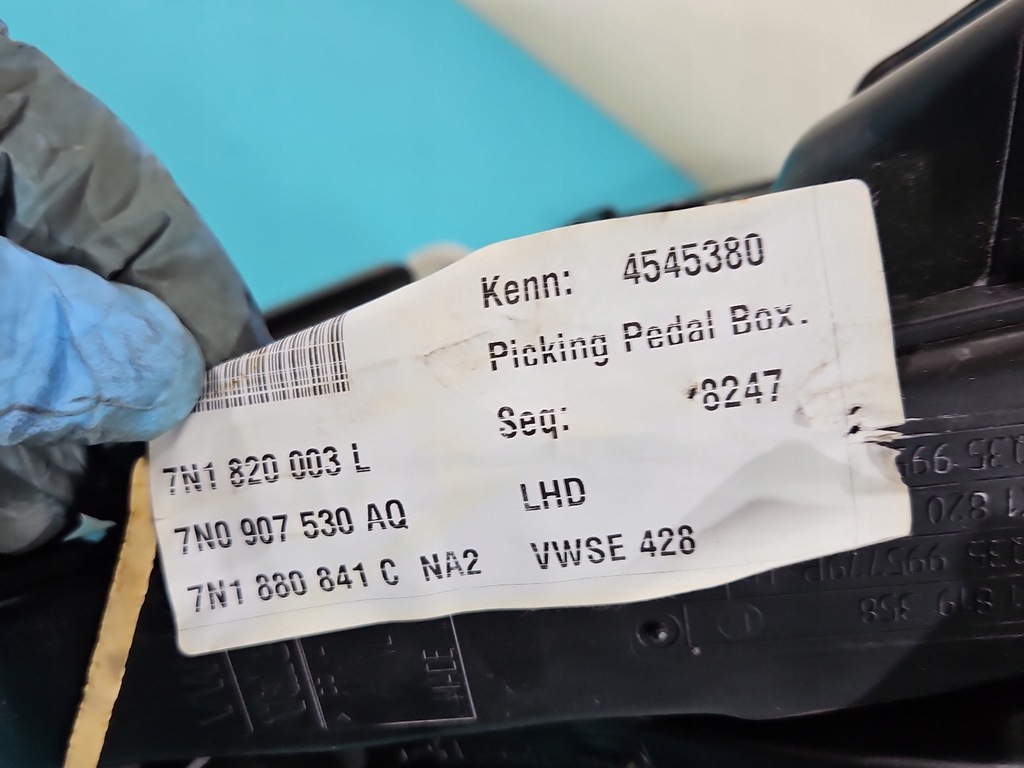 Kenn: 4545380
Picking Pedal Box.
Seq: 8247
7N1 820 003 L
LHD
7N0 907 530 AQ
7N1 880 841 C NA2 VWSE 428